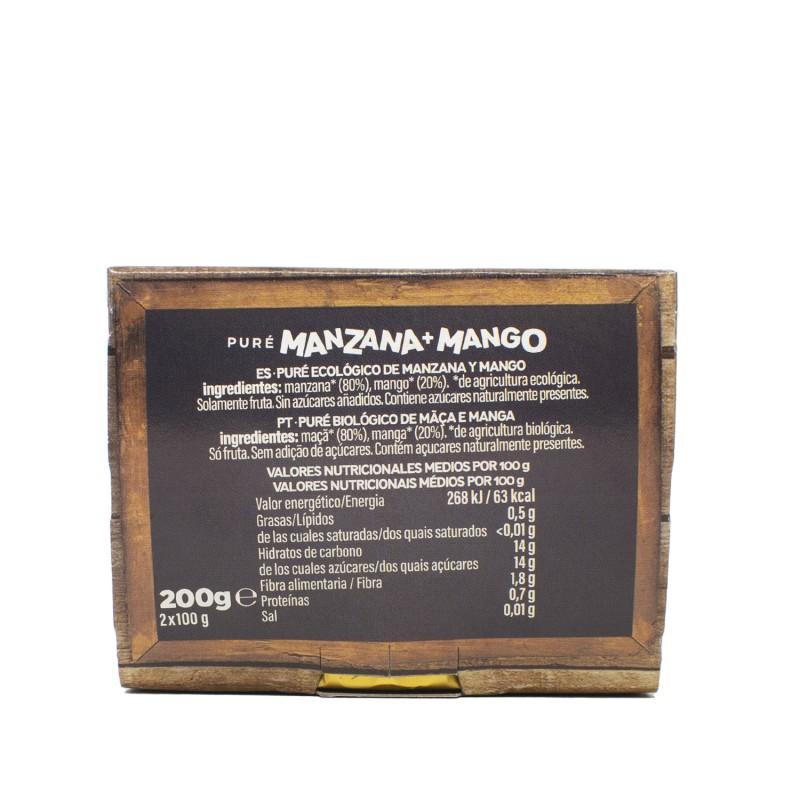 PURÉ MANZANA+MANGO
ES·PURÉ ECOLÓGICO DE MANZANA Y MANGO
ingredientes: manzana* (80%), mango* (20%). *de agricultura ecológica.
Solamente fruta. Sin azúcares añadidos. Contiene azúcares naturalmente presentes.
PT·PURÉ BIOLÓGICO DE MÃÇA E MANGA
ingredientes: maçã* (80%), manga* (20%). *de agricultura biológica.
Só fruta. Sem adição de açúcares. Contém açucares naturalmente presentes.
VALORES NUTRICIONALES MEDIOS POR 100 g
VALORES NUTRICIONAIS MÉDIOS POR 100 g
Valor energético/Energia 268 kJ / 63 kcal
Grasas/Lípidos 0,5 g
de las cuales saturadas/dos quais saturados <0,01 g
Hidratos de carbono 14 g
de los cuales azúcares/dos quais açúcares 14 g
Fibra alimentaria / Fibra 1,8 g
Proteínas 0,7 g
Sal 0,01 g
200g ℮
2x100 g